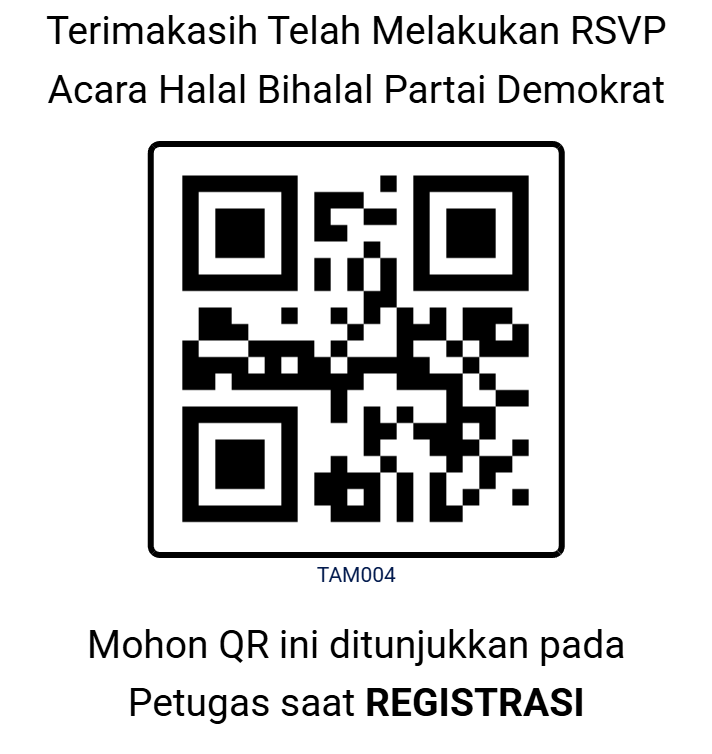 Terimakasih Telah Melakukan RSVP
Acara Halal Bihalal Partai Demokrat
TAM004
Mohon QR ini ditunjukkan pada
Petugas saat REGISTRASI